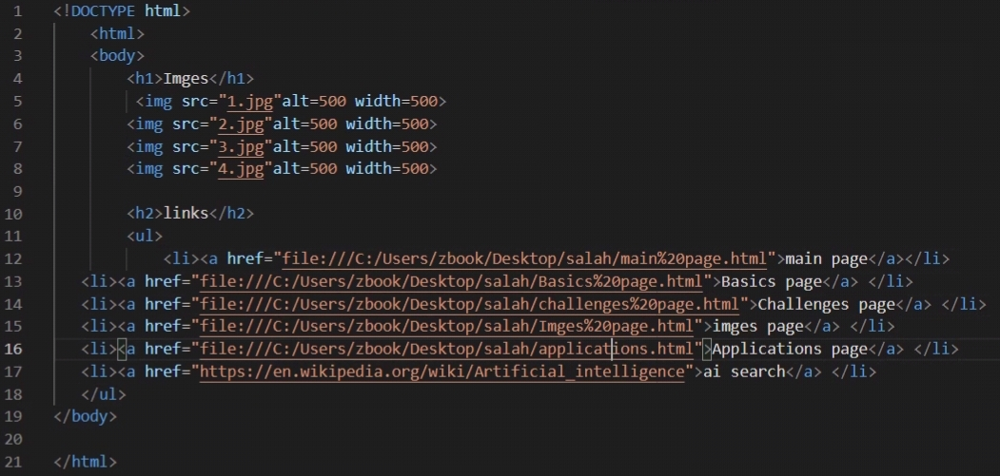 1 <!DOCTYPE html>
2 <html>
3 <body>
4 <h1>Imges</h1>
5 <img src="1.jpg"alt=500 width=500>
6 <img src="2.jpg"alt=500 width=500>
7 <img src="3.jpg"alt=500 width=500>
8 <img src="4.jpg"alt=500 width=500>
9
10 <h2>links</h2>
11 <ul>
12 <li><a href="file:///C:/Users/zbook/Desktop/salah/main%20page.html">main page</a></li>
13 <li><a href="file:///C:/Users/zbook/Desktop/salah/Basics%20page.html">Basics page</a> </li>
14 <li><a href="file:///C:/Users/zbook/Desktop/salah/challenges%20page.html">Challenges page</a> </li>
15 <li><a href="file:///C:/Users/zbook/Desktop/salah/Imges%20page.html">imges page</a> </li>
16 <li><a href="file:///C:/Users/zbook/Desktop/salah/applications.html">Applications page</a> </li>
17 <li><a href="https://en.wikipedia.org/wiki/Artificial_intelligence">ai search</a> </li>
18 </ul>
19 </body>
20
21 </html>